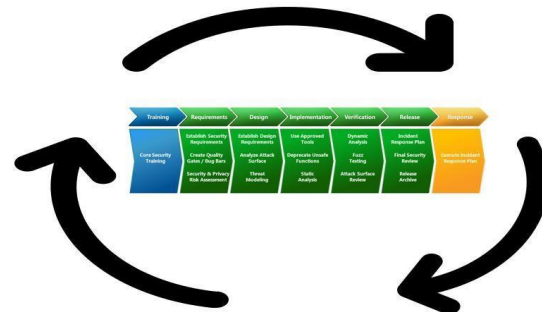 Training
Requirements
Design
Implementation
Verification
Release
Response
Core Security
Training
Establish Security
Requirements
Create Quality
Gates / Bug Bars
Security & Privacy
Risk Assessment
Establish Design
Requirements
Analyze Attack
Surface
Threat
Modeling
Use Approved
Tools
Deprecate Unsafe
Functions
Static
Analysis
Dynamic
Analysis
Fuzz
Testing
Attack Surface
Review
Incident
Response Plan
Final Security
Review
Release
Archive
Execute Incident
Response Plan